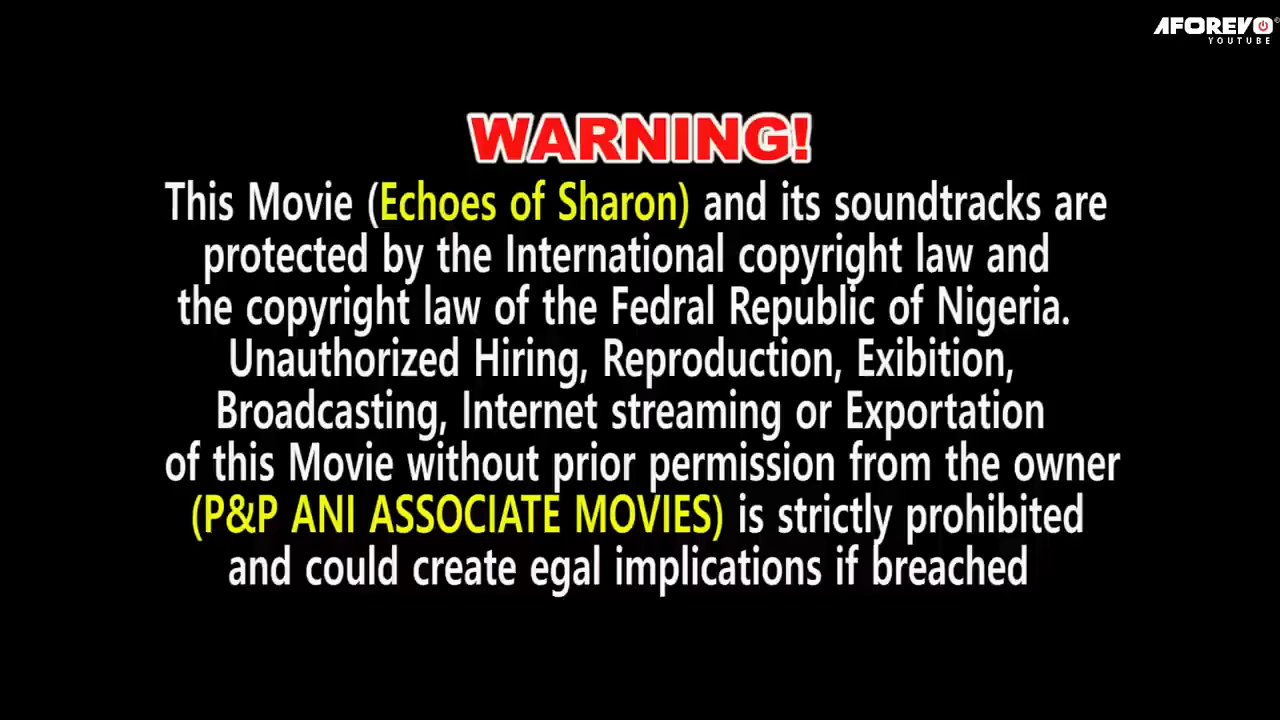 AFOREVO
YOUTUBE
WARNING!
This Movie (Echoes of Sharon) and its soundtracks are
protected by the International copyright law and
the copyright law of the Fedral Republic of Nigeria.
Unauthorized Hiring, Reproduction, Exibition,
Broadcasting, Internet streaming or Exportation
of this Movie without prior permission from the owner
(P&P ANI ASSOCIATE MOVIES) is strictly prohibited
and could create egal implications if breached